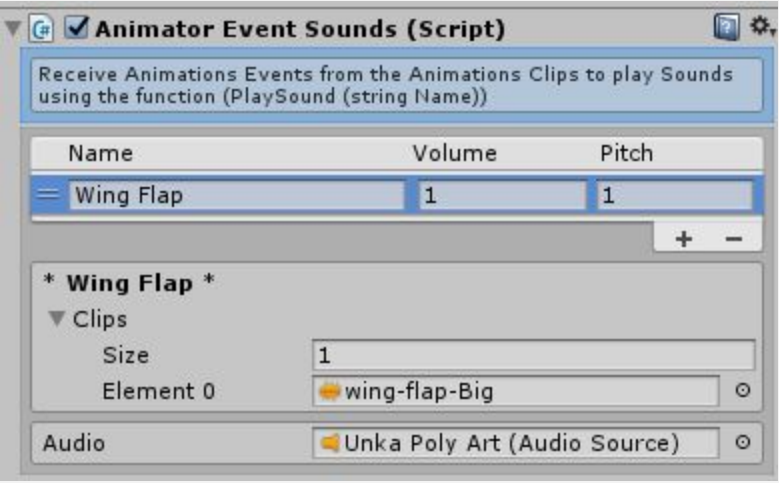 Animator Event Sounds (Script)
Receive Animations Events from the Animations Clips to play Sounds
using the function (PlaySound (string Name))
Name Volume Pitch
Wing Flap 1 1
+ −
* Wing Flap *
Clips
Size 1
Element 0 wing-flap-Big
Audio Unka Poly Art (Audio Source)